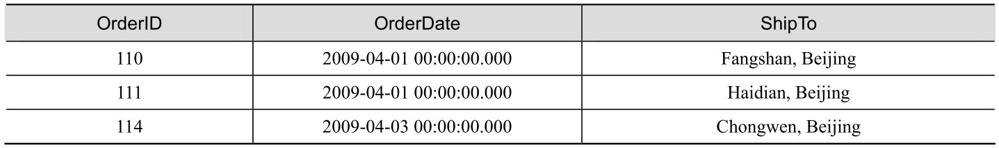 OrderID OrderDate ShipTo
110 2009-04-01 00:00:00.000 Fangshan, Beijing
111 2009-04-01 00:00:00.000 Haidian, Beijing
114 2009-04-03 00:00:00.000 Chongwen, Beijing